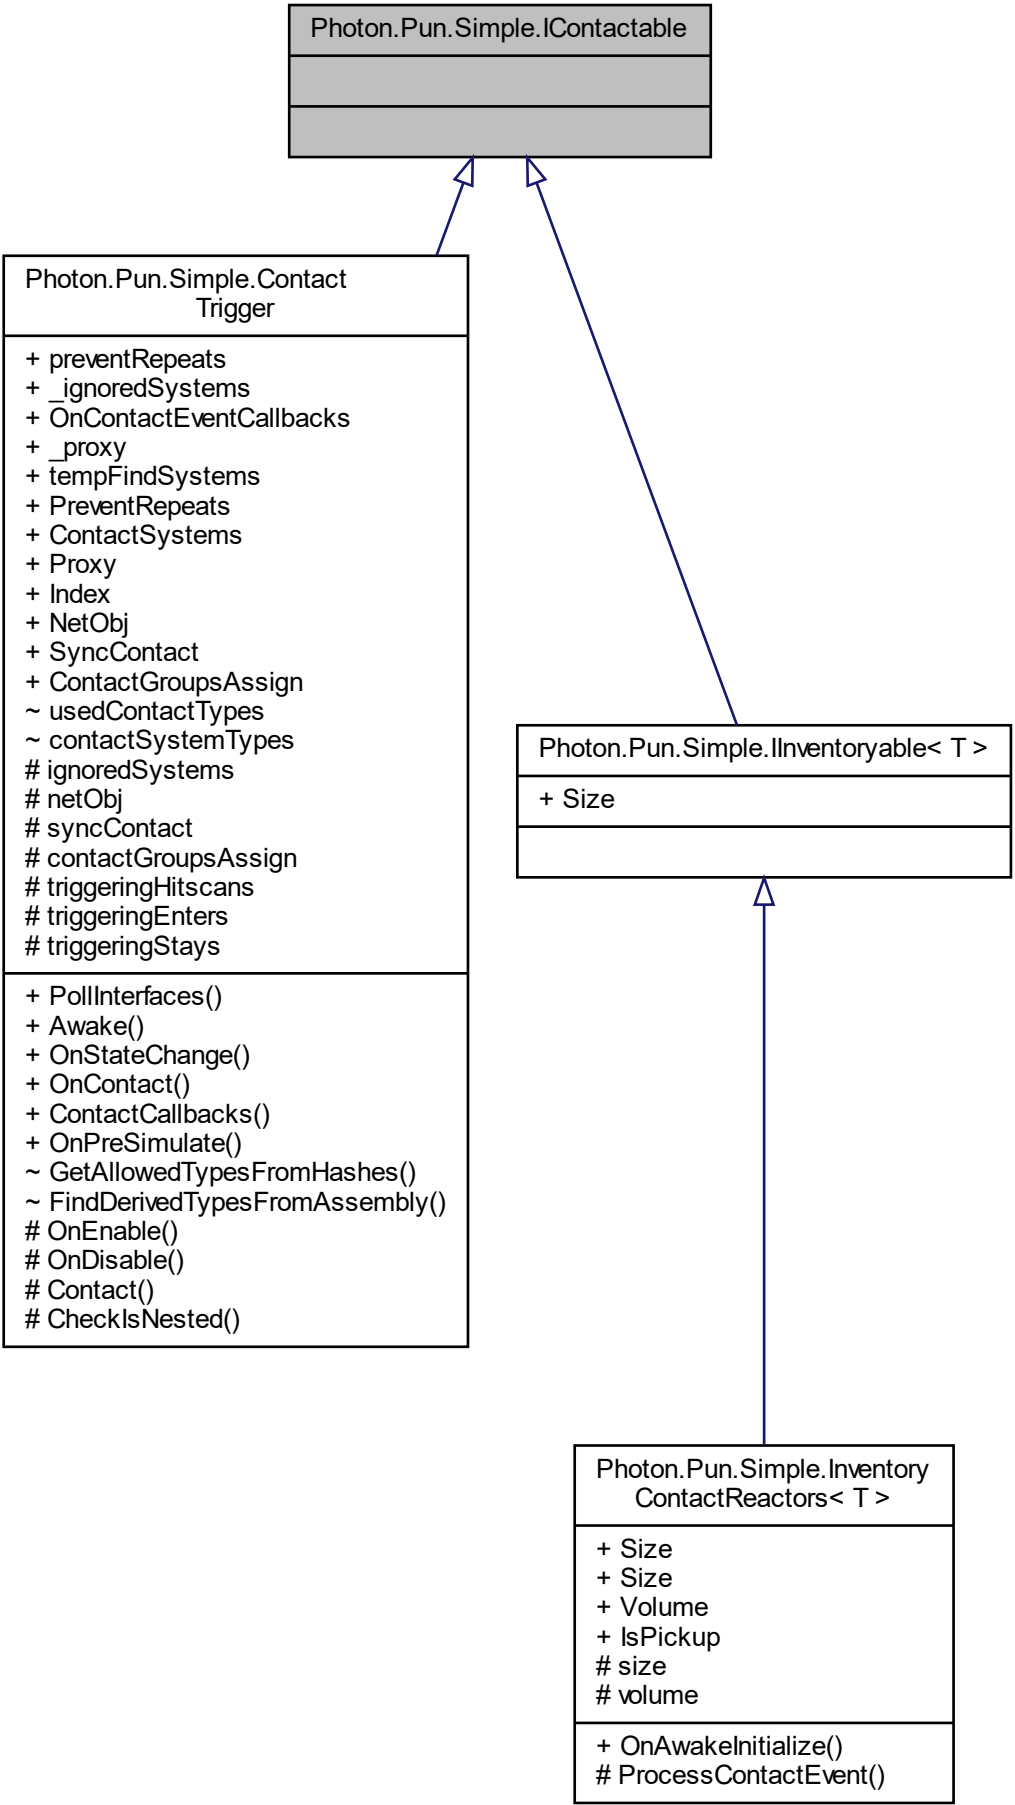 Photon.Pun.Simple.IContactable
Photon.Pun.Simple.Contact
Trigger
+ preventRepeats
+ _ignoredSystems
+ OnContactEventCallbacks
+ _proxy
+ tempFindSystems
+ PreventRepeats
+ ContactSystems
+ Proxy
+ Index
+ NetObj
+ SyncContact
+ ContactGroupsAssign
~ usedContactTypes
~ contactSystemTypes
# ignoredSystems
# netObj
# syncContact
# contactGroupsAssign
# triggeringHitscans
# triggeringEnters
# triggeringStays
+ PollInterfaces()
+ Awake()
+ OnStateChange()
+ OnContact()
+ ContactCallbacks()
+ OnPreSimulate()
~ GetAllowedTypesFromHashes()
~ FindDerivedTypesFromAssembly()
# OnEnable()
# OnDisable()
# Contact()
# CheckIsNested()
Photon.Pun.Simple.IInventoryable< T >
+ Size
Photon.Pun.Simple.Inventory
ContactReactors< T >
+ Size
+ Size
+ Volume
+ IsPickup
# size
# volume
+ OnAwakeInitialize()
# ProcessContactEvent()